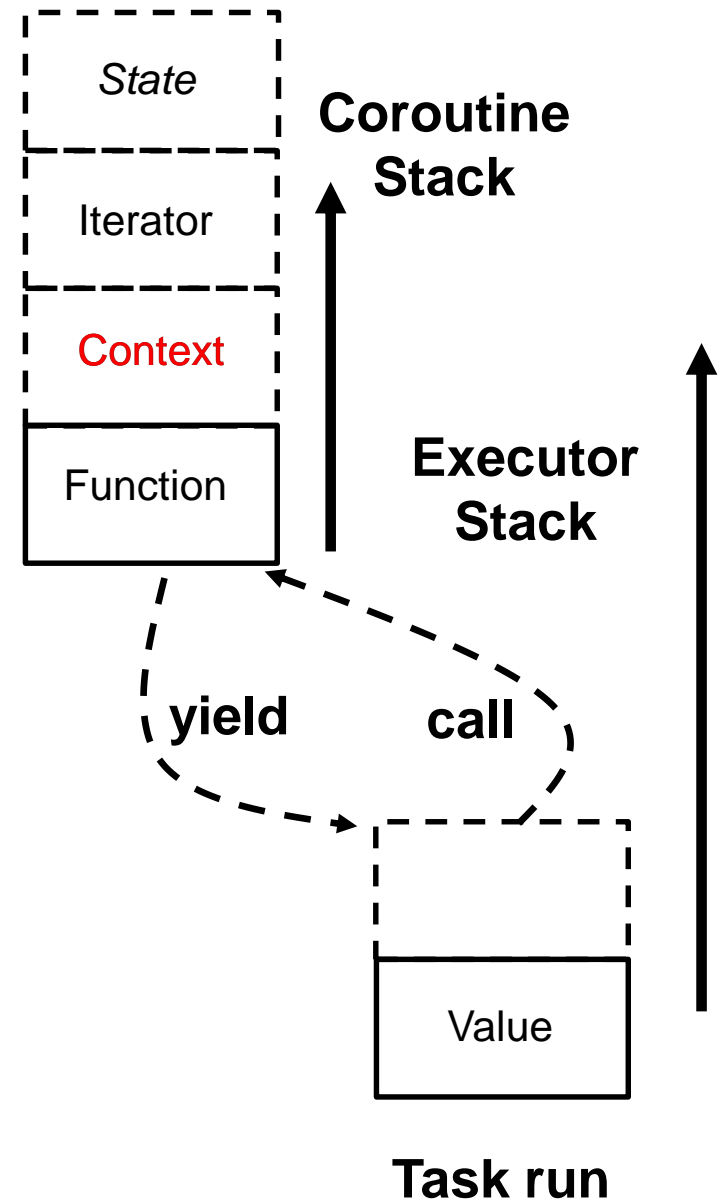 State
Coroutine
Stack
Iterator
Context
Function
Executor
Stack
yield
call
Value
Task run